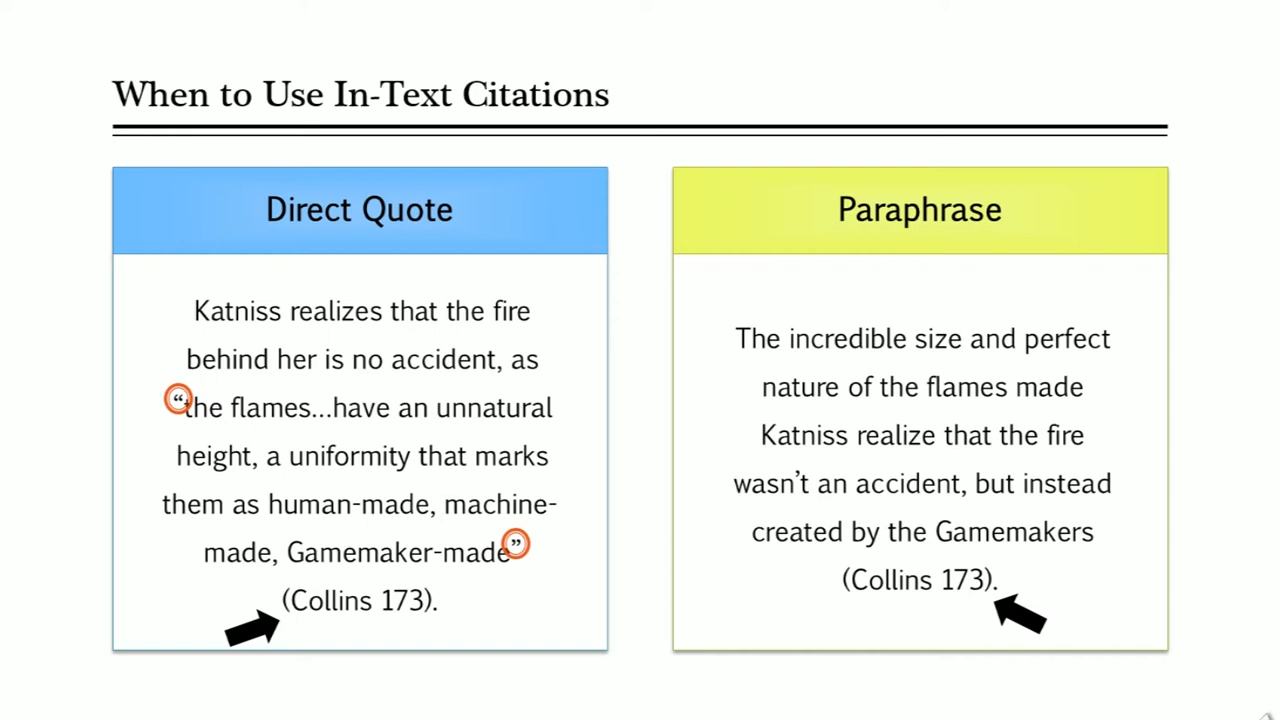 When to Use In-Text Citations
Direct Quote
Katniss realizes that the fire
behind her is no accident, as
“the flames...have an unnatural
height, a uniformity that marks
them as human-made, machine-
made, Gamemaker-made”
(Collins 173).
Paraphrase
The incredible size and perfect
nature of the flames made
Katniss realize that the fire
wasn’t an accident, but instead
created by the Gamemakers
(Collins 173).